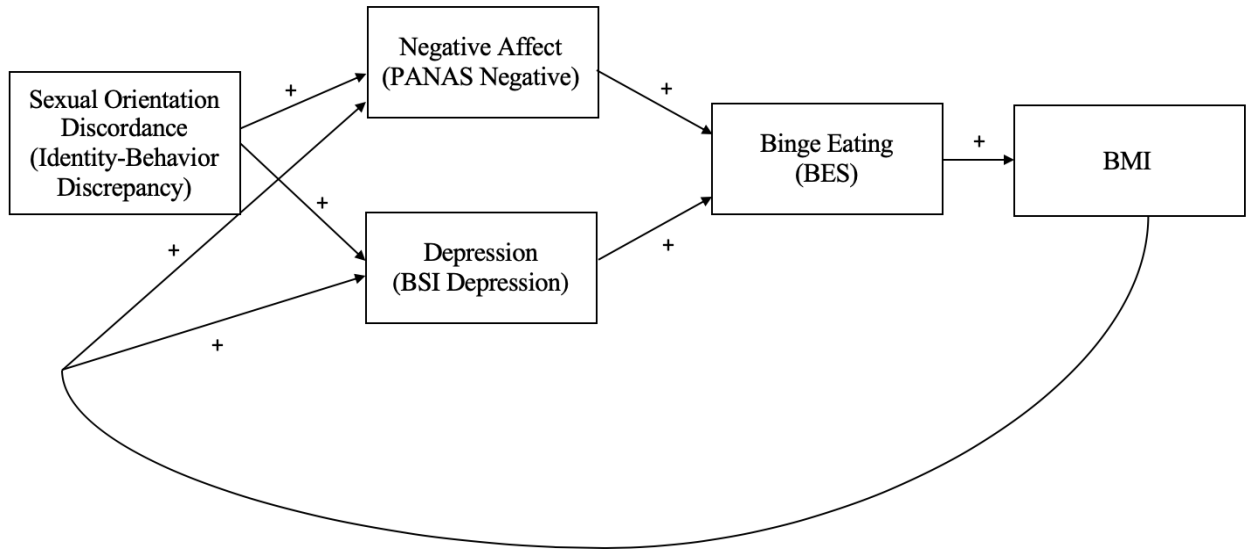 Sexual Orientation
Discordance
(Identity-Behavior
Discrepancy)
+
+
+
+
Negative Affect
(PANAS Negative)
Depression
(BSI Depression)
+
+
Binge Eating
(BES)
+
BMI